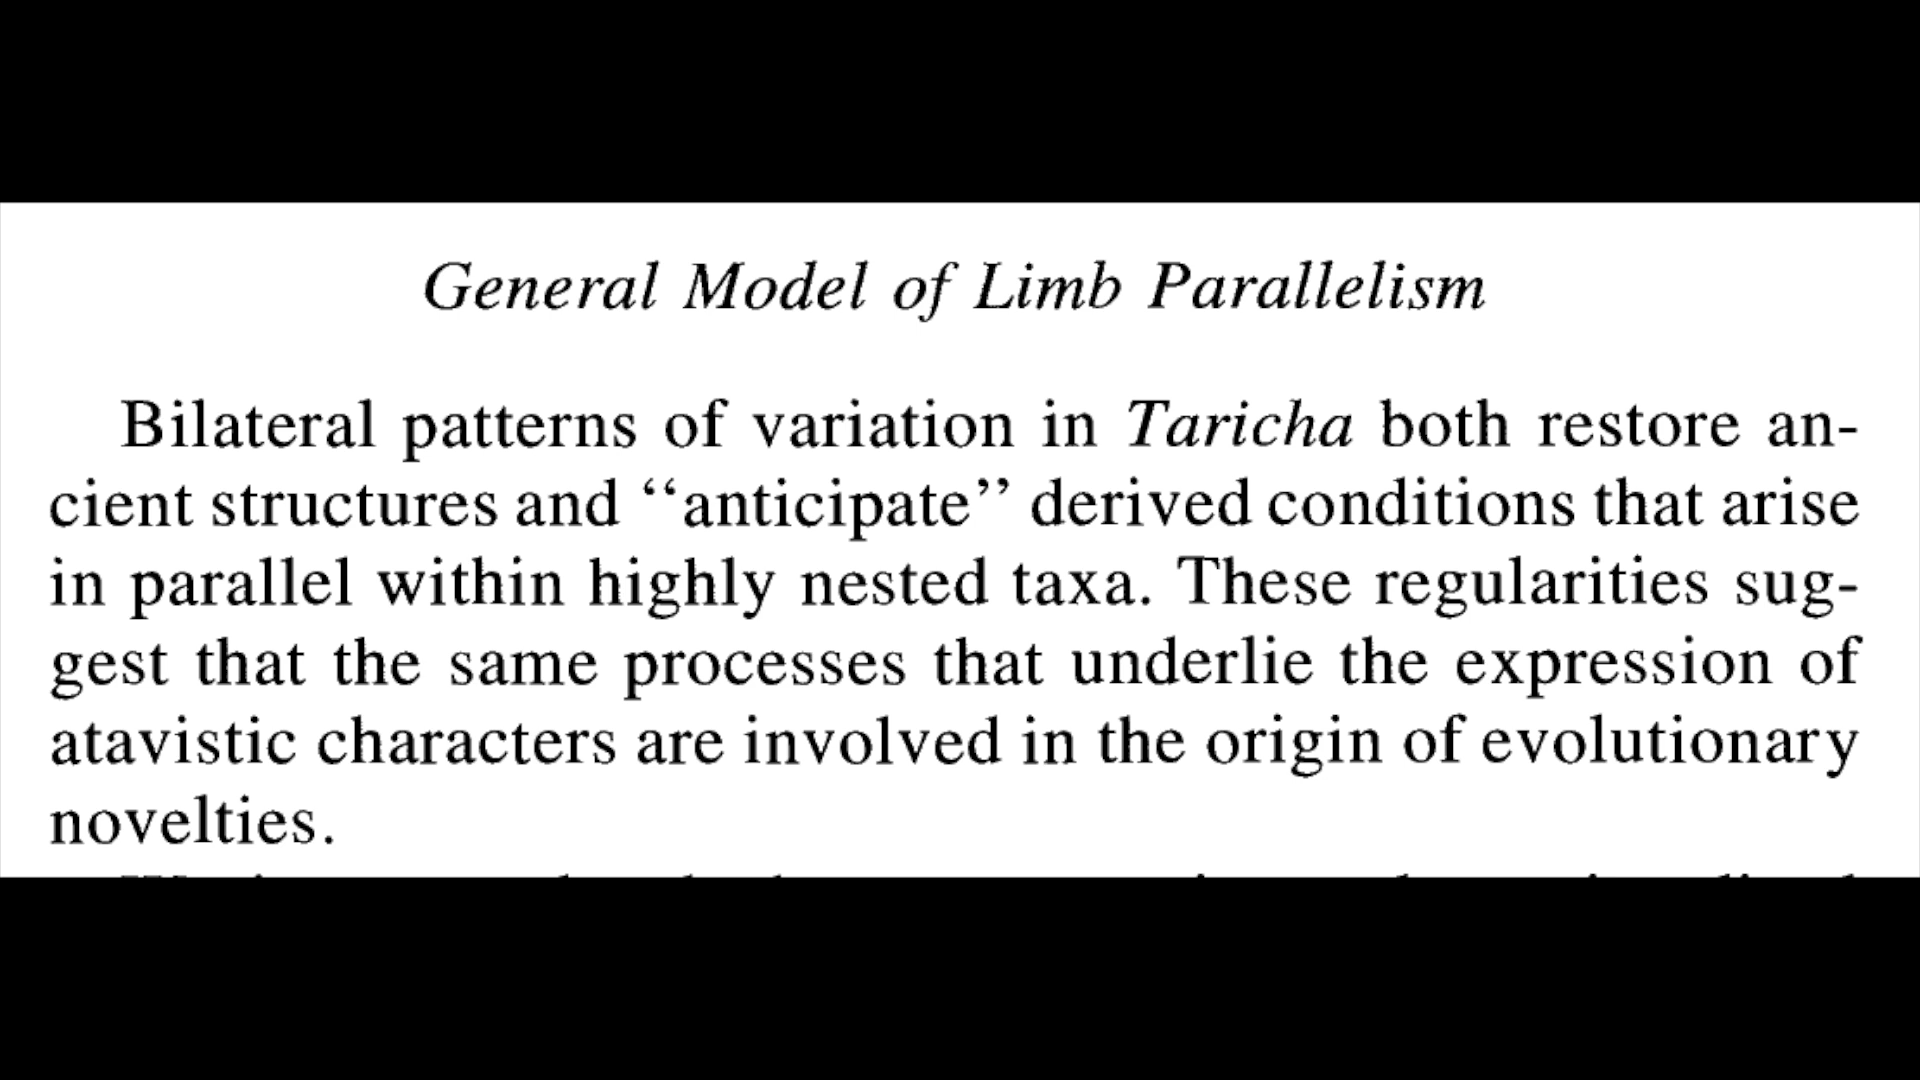 General Model of Limb Parallelism
Bilateral patterns of variation in Taricha both restore an-
cient structures and ‘‘anticipate’’ derived conditions that arise
in parallel within highly nested taxa. These regularities sug-
gest that the same processes that underlie the expression of
atavistic characters are involved in the origin of evolutionary
novelties.